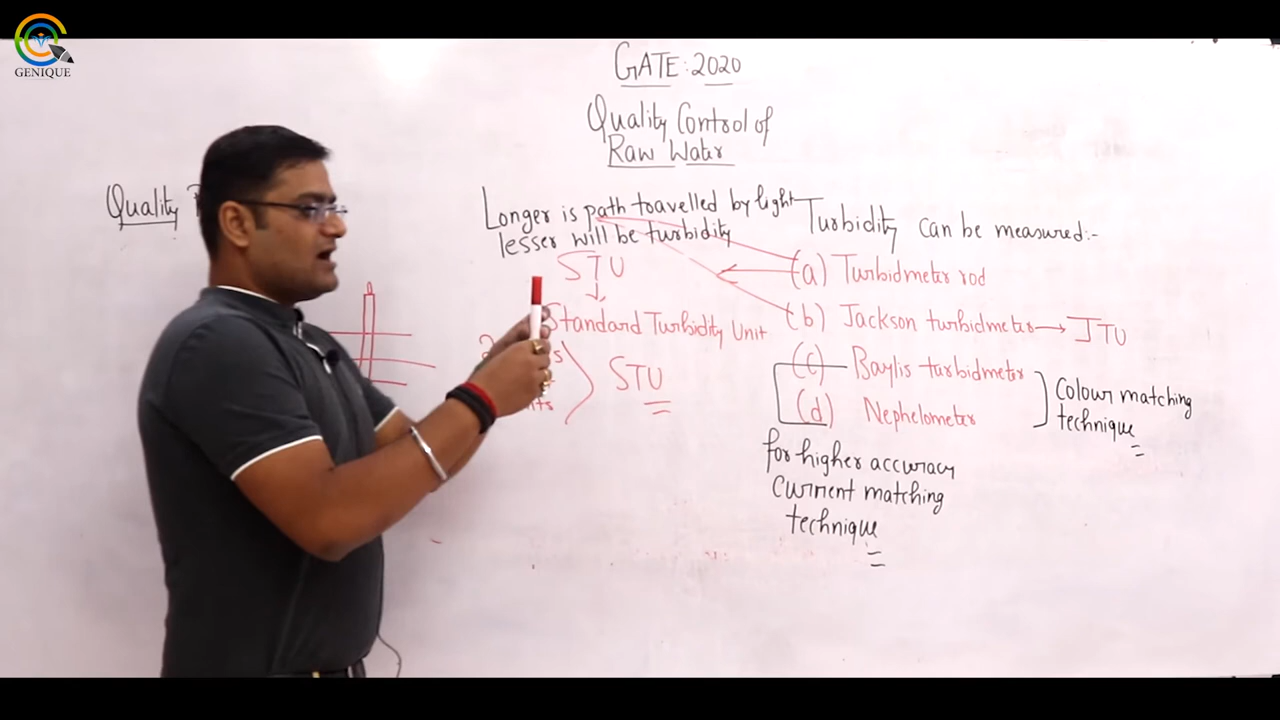 GENIQUE
GATE: 2020
Quality Control of
Raw Water
Quality
Longer is path travelled by light
lesser will be turbidity
STU
Standard Turbidity Unit
STU
Turbidity can be measured:-
(a) Turbidmeter rod
(b) Jackson turbidmeter → JTU
(c) Baylis turbidmeter
(d) Nephelometer
Colour matching
technique
for higher accuracy
Current matching
technique